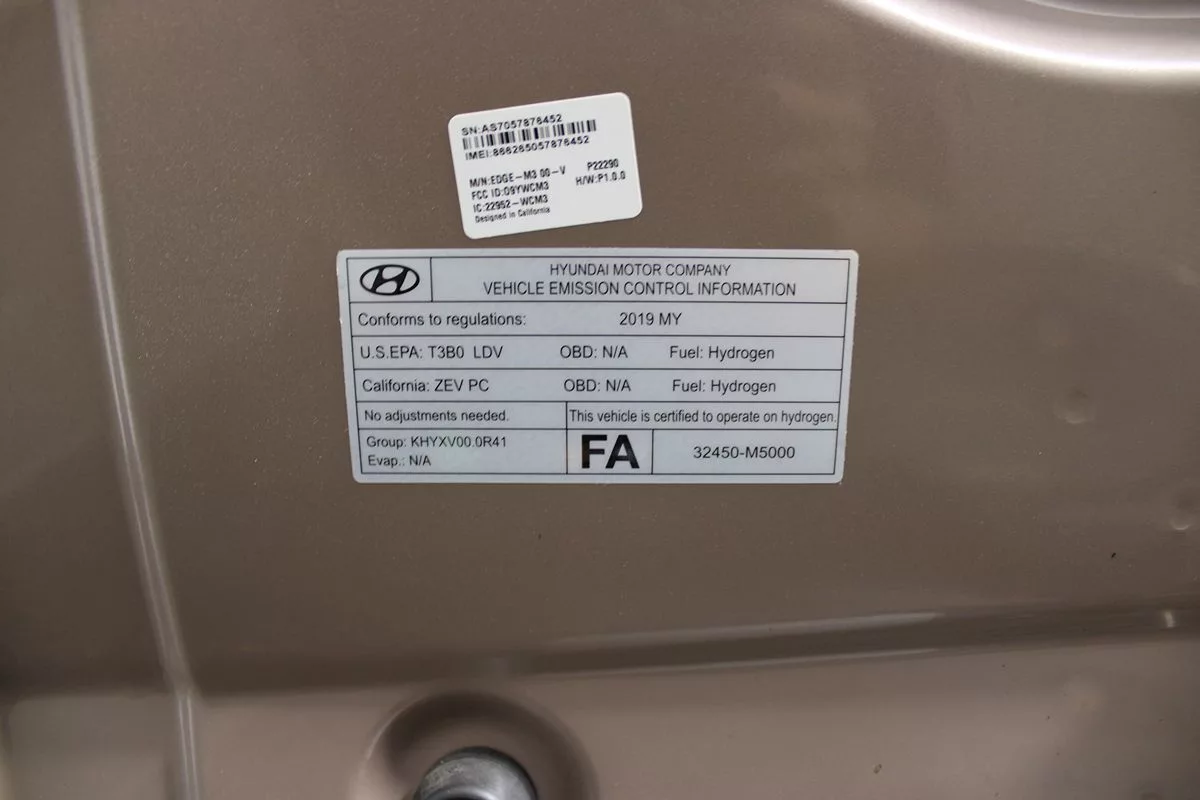 SN:AS7057878452
IMEI:866265057878452
M/N:EDGE-M3 00-V P22290
FCC ID:O9YWCM3 H/W:P1.0.0
IC:22952-WCM3
Designed in California
HYUNDAI MOTOR COMPANY
VEHICLE EMISSION CONTROL INFORMATION
Conforms to regulations: 2019 MY
U.S.EPA: T3B0 LDV OBD: N/A Fuel: Hydrogen
California: ZEV PC OBD: N/A Fuel: Hydrogen
No adjustments needed. This vehicle is certified to operate on hydrogen.
Group: KHYXV00.0R41
Evap.: N/A
FA 32450-M5000